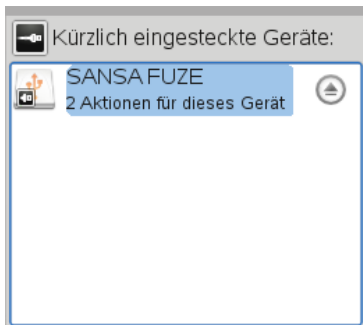 Kürzlich eingesteckte Geräte:
SANSA FUZE
2 Aktionen für dieses Gerät